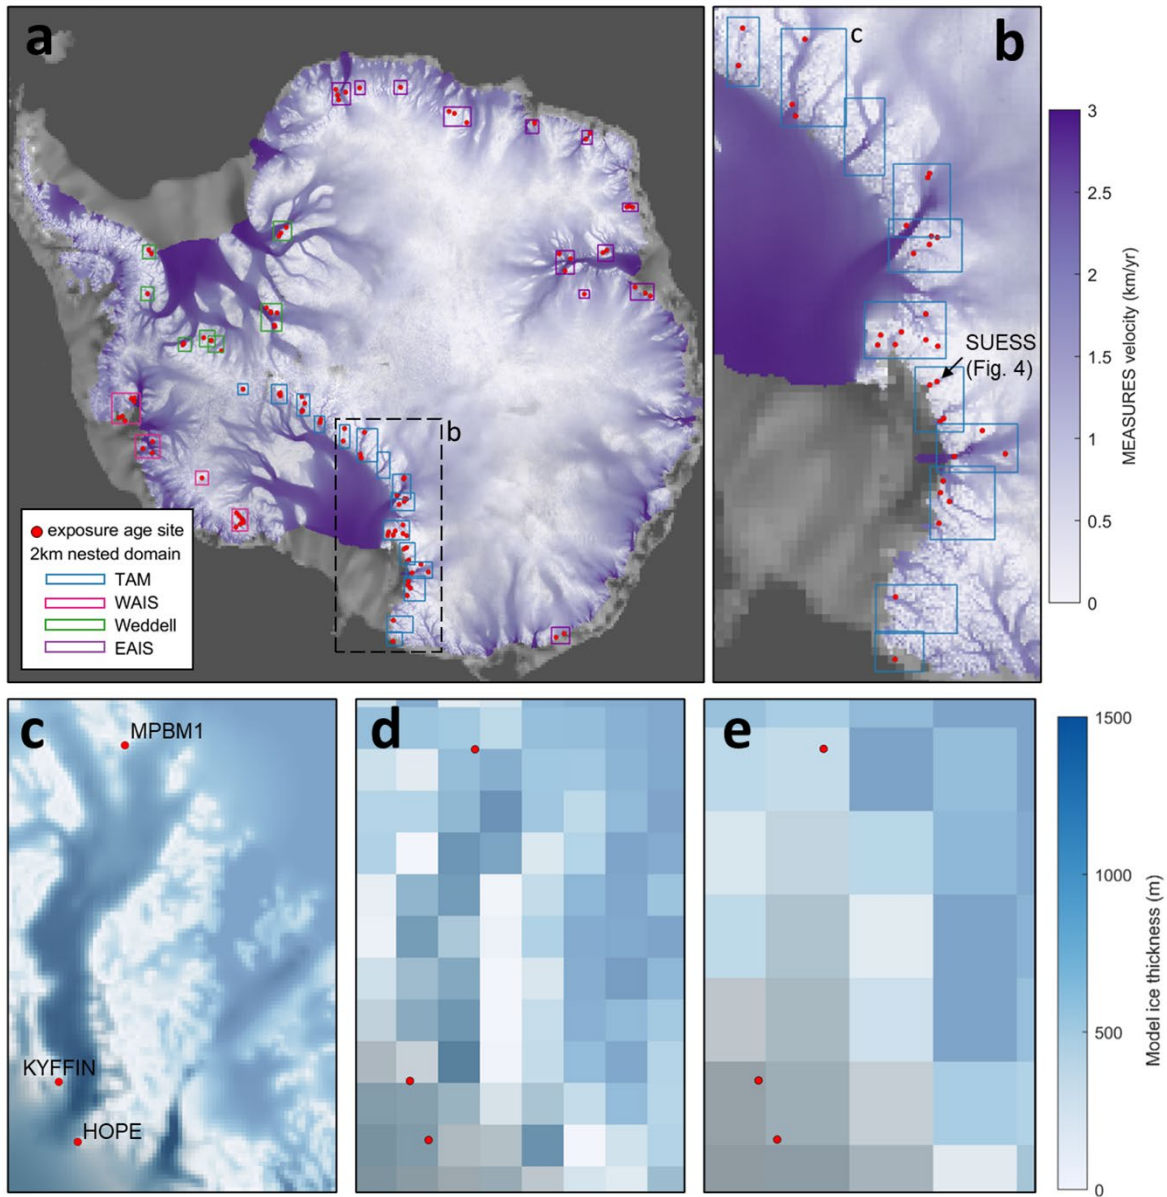 a
b
exposure age site
2km nested domain
TAM
WAIS
Weddell
EAIS
b
c
SUESS
(Fig. 4)
3
2.5
2
1.5
1
0.5
0
MEASURES velocity (km/yr)
c
MPBM1
KYFFIN
HOPE
d
e
1500
1000
500
0
Model ice thickness (m)